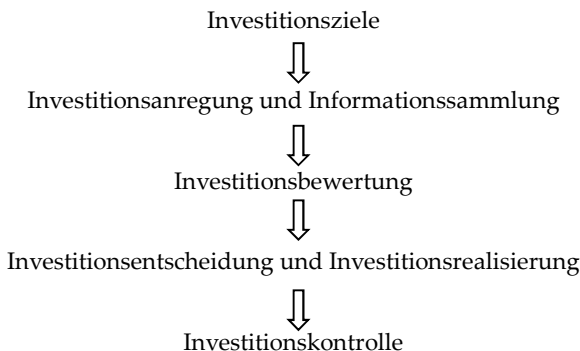 Investitionsziele
Investitionsanregung und Informationssammlung
Investitionsbewertung
Investitionsentscheidung und Investitionsrealisierung
Investitionskontrolle